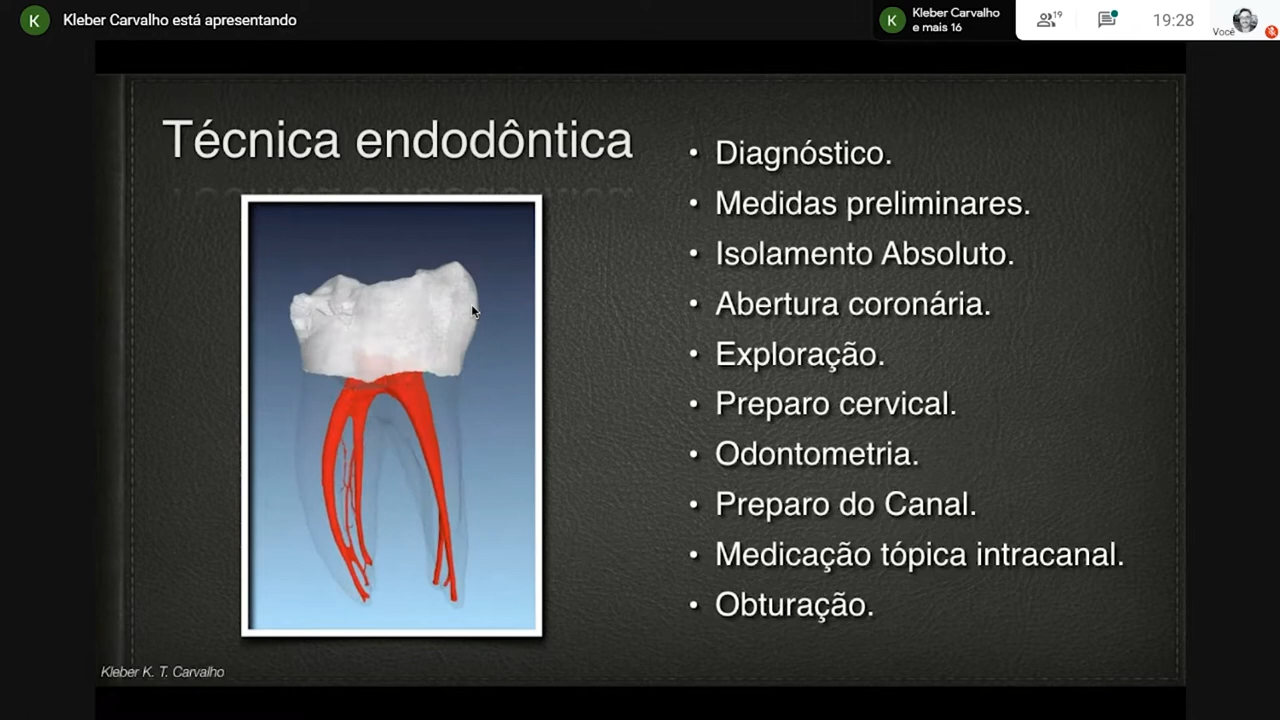 K
Kleber Carvalho está apresentando
K
Kleber Carvalho
e mais 16
19
19:28
Você
Técnica endodôntica
• Diagnóstico.
• Medidas preliminares.
• Isolamento Absoluto.
• Abertura coronária.
• Exploração.
• Preparo cervical.
• Odontometria.
• Preparo do Canal.
• Medicação tópica intracanal.
• Obturação.
Kleber K. T. Carvalho